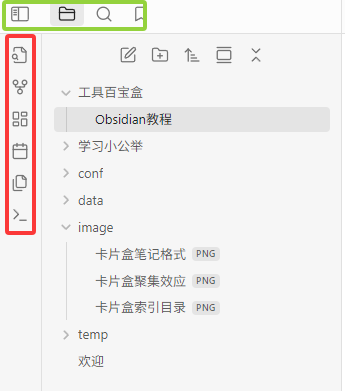 工具百宝盒
Obsidian教程
学习小公举
conf
data
image
卡片盒笔记格式 PNG
卡片盒聚集效应 PNG
卡片盒索引目录 PNG
temp
欢迎